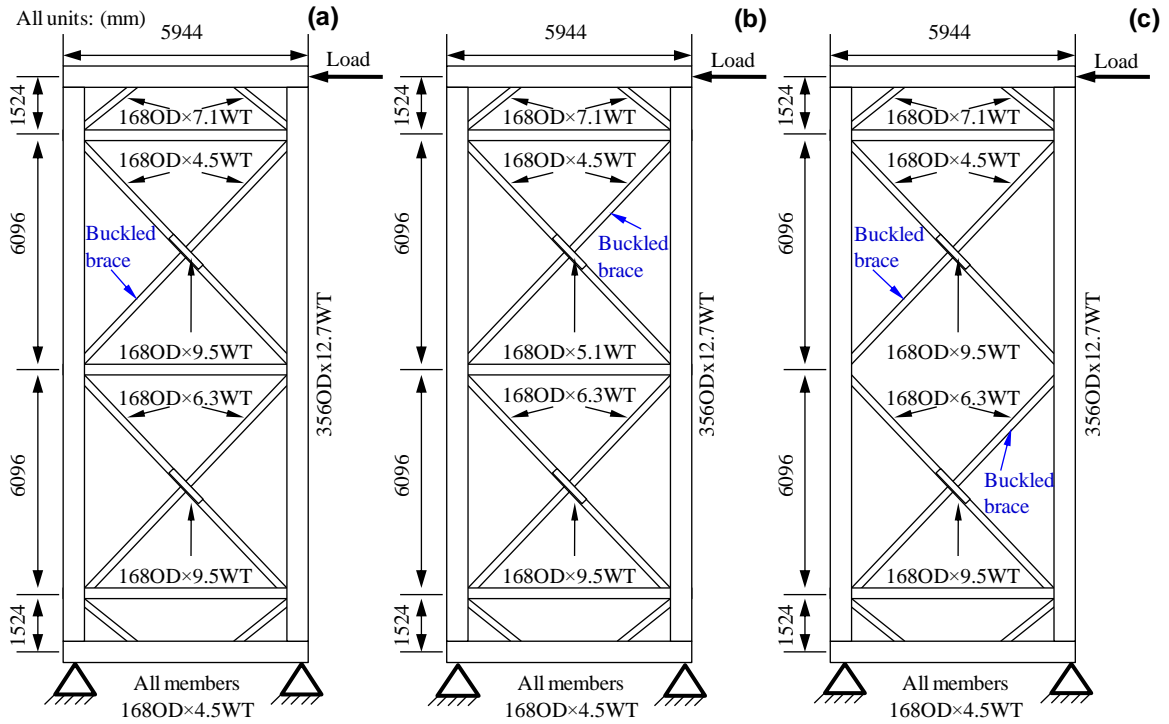 All units: (mm)
(a)
5944
Load
1524
168OD×7.1WT
168OD×4.5WT
6096
Buckled
brace
356ODx12.7WT
168OD×9.5WT
168OD×6.3WT
6096
168OD×9.5WT
1524
All members
168OD×4.5WT
(b)
5944
Load
1524
168OD×7.1WT
168OD×4.5WT
6096
Buckled
brace
356ODx12.7WT
168OD×5.1WT
168OD×6.3WT
6096
168OD×9.5WT
1524
All members
168OD×4.5WT
(c)
5944
Load
1524
168OD×7.1WT
168OD×4.5WT
6096
Buckled
brace
356ODx12.7WT
168OD×9.5WT
168OD×6.3WT
6096
Buckled
brace
168OD×9.5WT
1524
All members
168OD×4.5WT